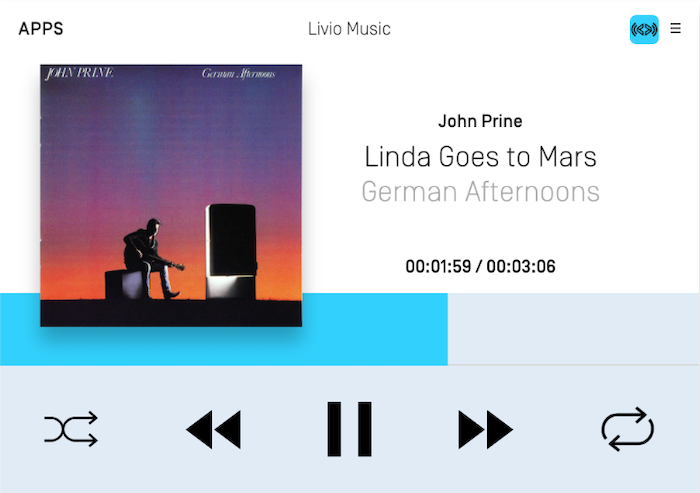 APPS
Livio Music
JOHN PRINE
German Afternoons
John Prine
Linda Goes to Mars
German Afternoons
00:01:59 / 00:03:06